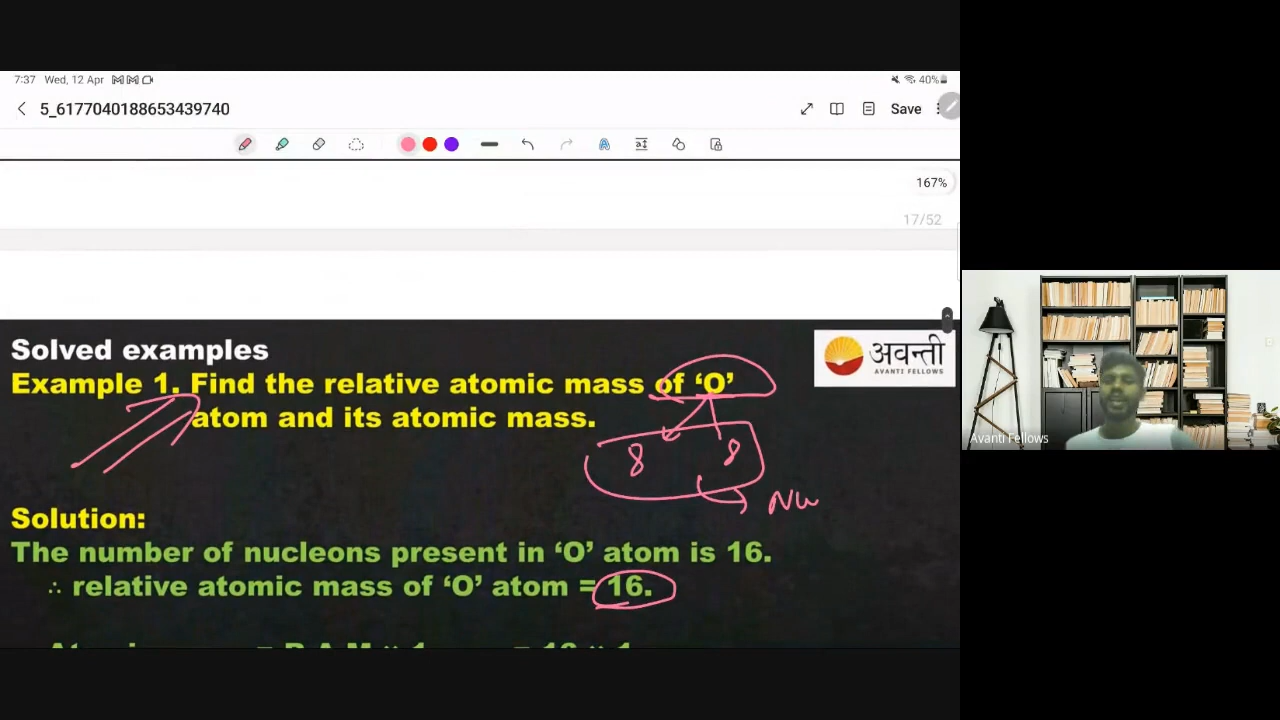 7:37 Wed, 12 Apr
40%
5_6177040188653439740
Save
167%
17/52
Solved examples
Example 1. Find the relative atomic mass of ‘O’
atom and its atomic mass.
अवन्ती
AVANTI FELLOWS
8 8
Nu
Solution:
The number of nucleons present in ‘O’ atom is 16.
∴ relative atomic mass of ‘O’ atom = 16.
Avanti Fellows